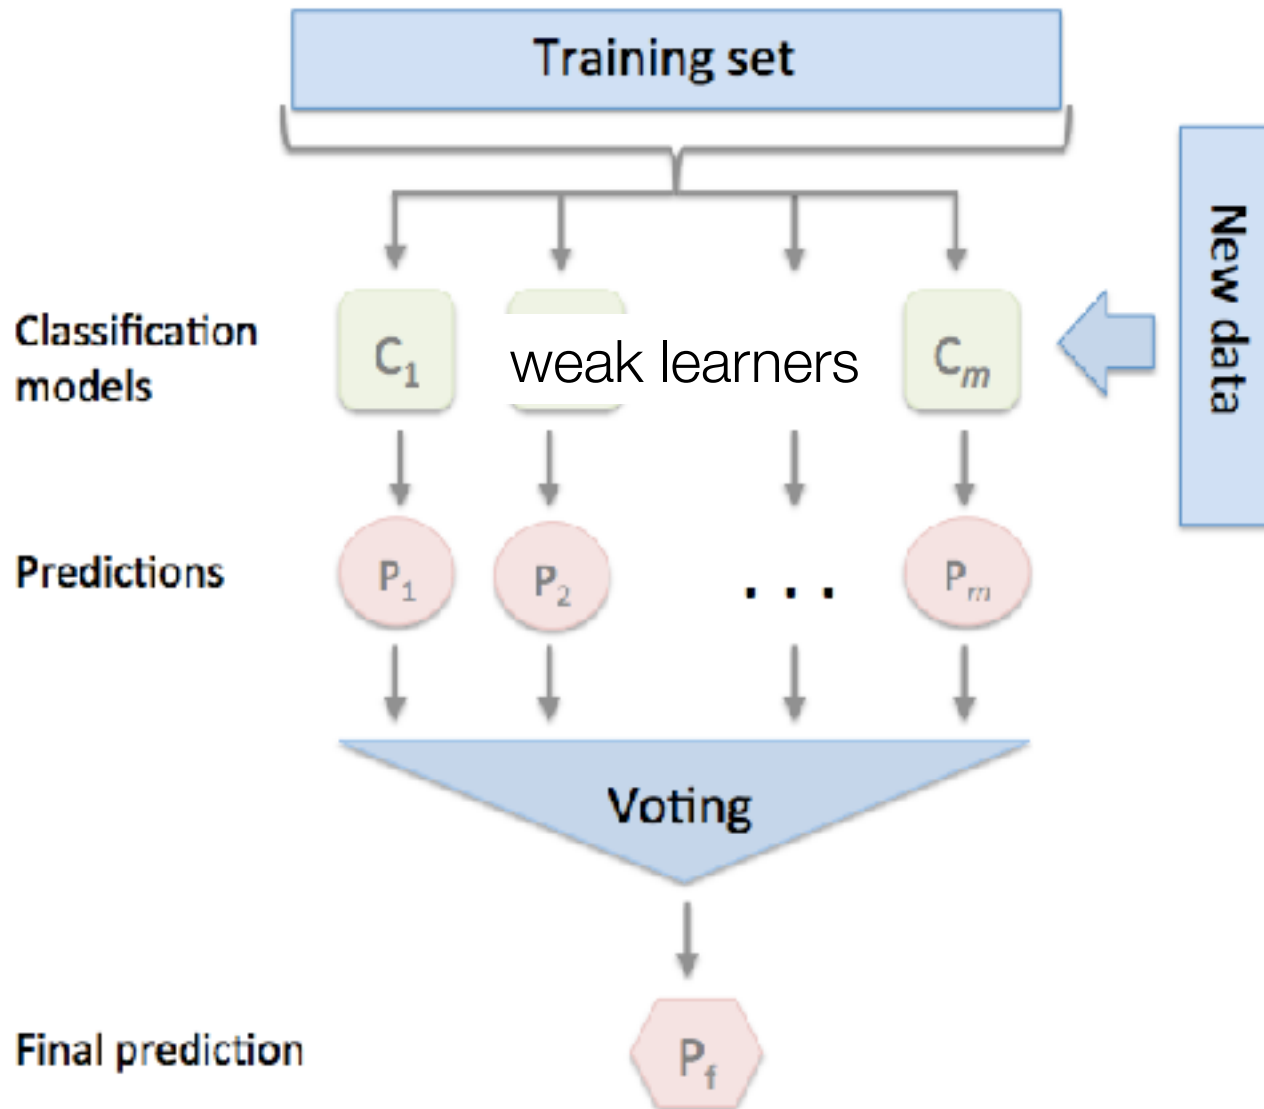 Training set
New data
Classification
models
C1
weak learners
Cm
Predictions
P1
P2
. . .
Pm
Voting
Final prediction
Pf